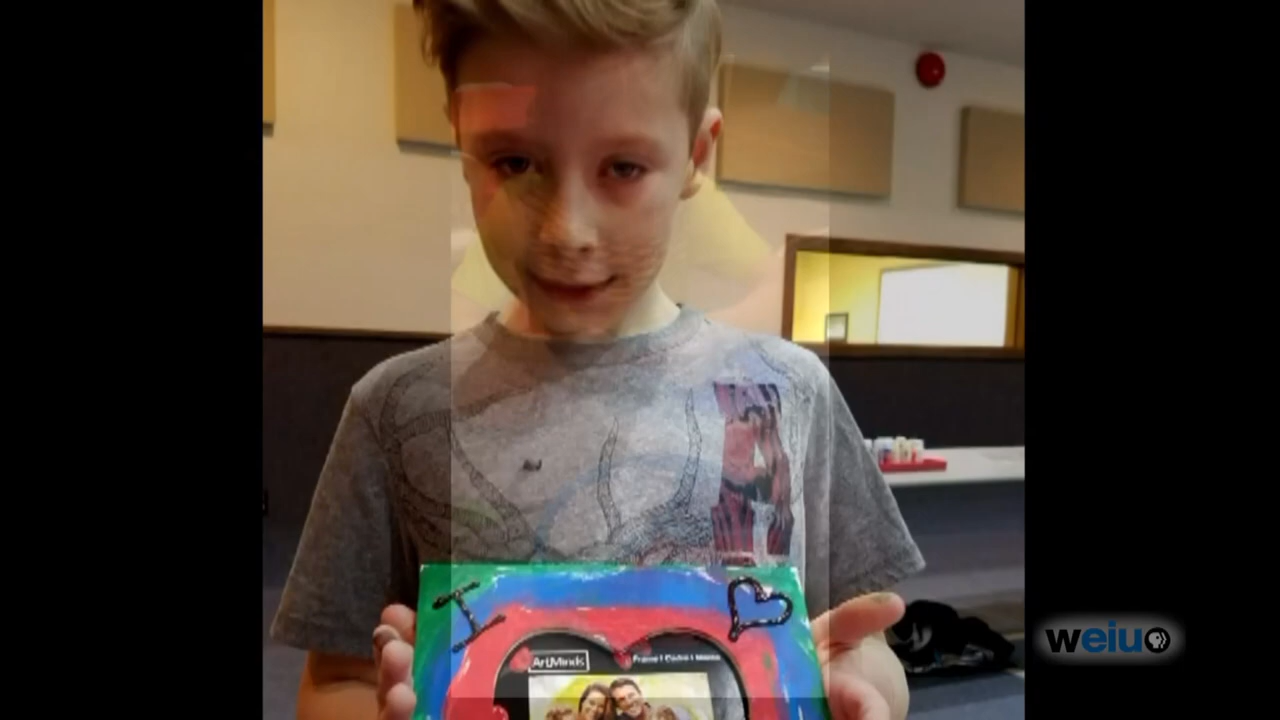 I ♡
ArtMinds
Frame | Cadre | Marco
weiu